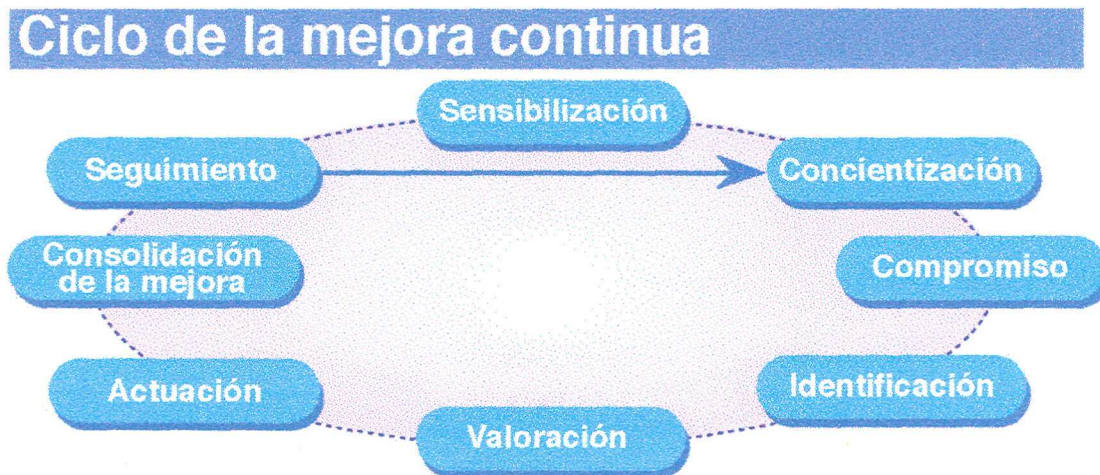 Ciclo de la mejora continua
Sensibilización
Seguimiento
Concientización
Consolidación
de la mejora
Compromiso
Actuación
Identificación
Valoración